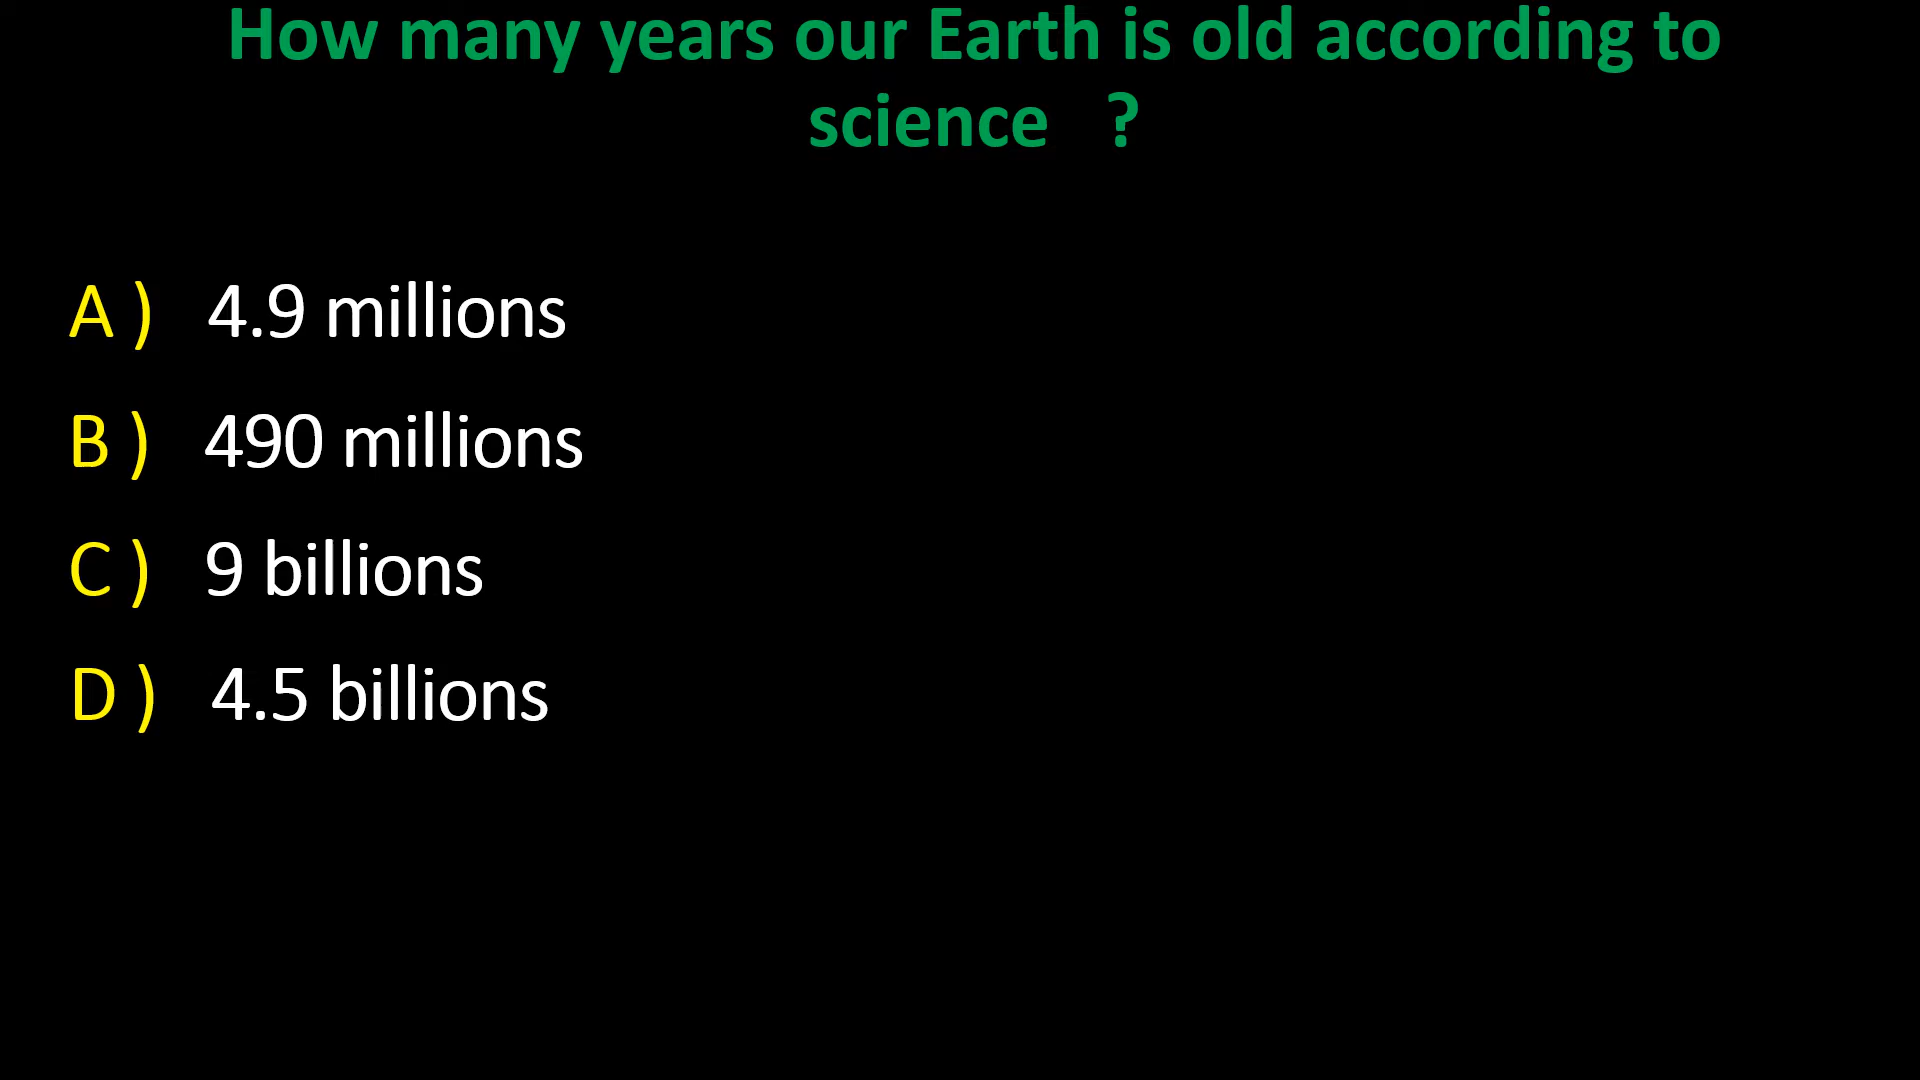 How many years our Earth is old according to
science ?
A ) 4.9 millions
B ) 490 millions
C ) 9 billions
D ) 4.5 billions